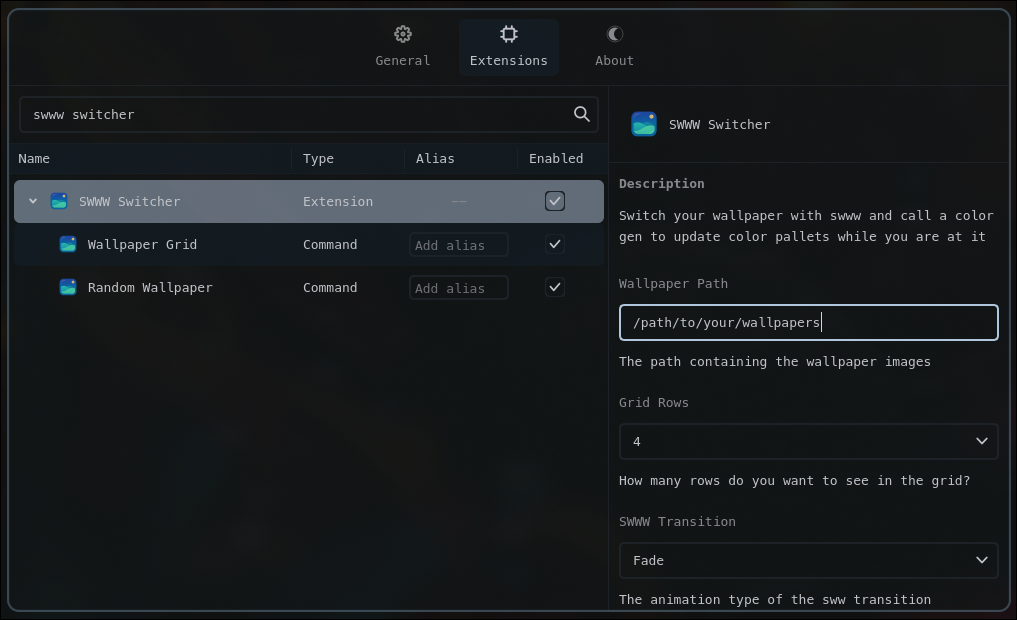 General
Extensions
About
swww switcher
Name Type Alias Enabled
SWWW Switcher Extension —
Wallpaper Grid Command Add alias
Random Wallpaper Command Add alias
SWWW Switcher
Description
Switch your wallpaper with swww and call a color
gen to update color pallets while you are at it
Wallpaper Path
/path/to/your/wallpapers
The path containing the wallpaper images
Grid Rows
4
How many rows do you want to see in the grid?
SWWW Transition
Fade
The animation type of the sww transition